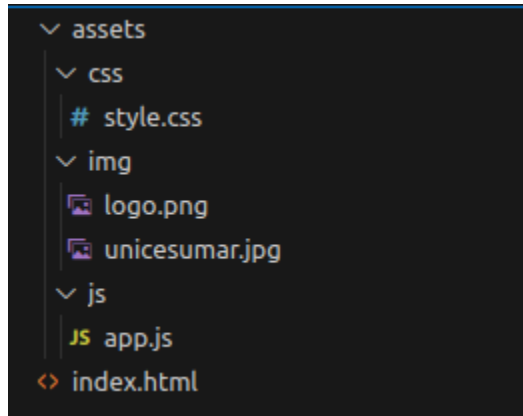 assets
css
# style.css
img
logo.png
unicesumar.jpg
js
JS app.js
<> index.html